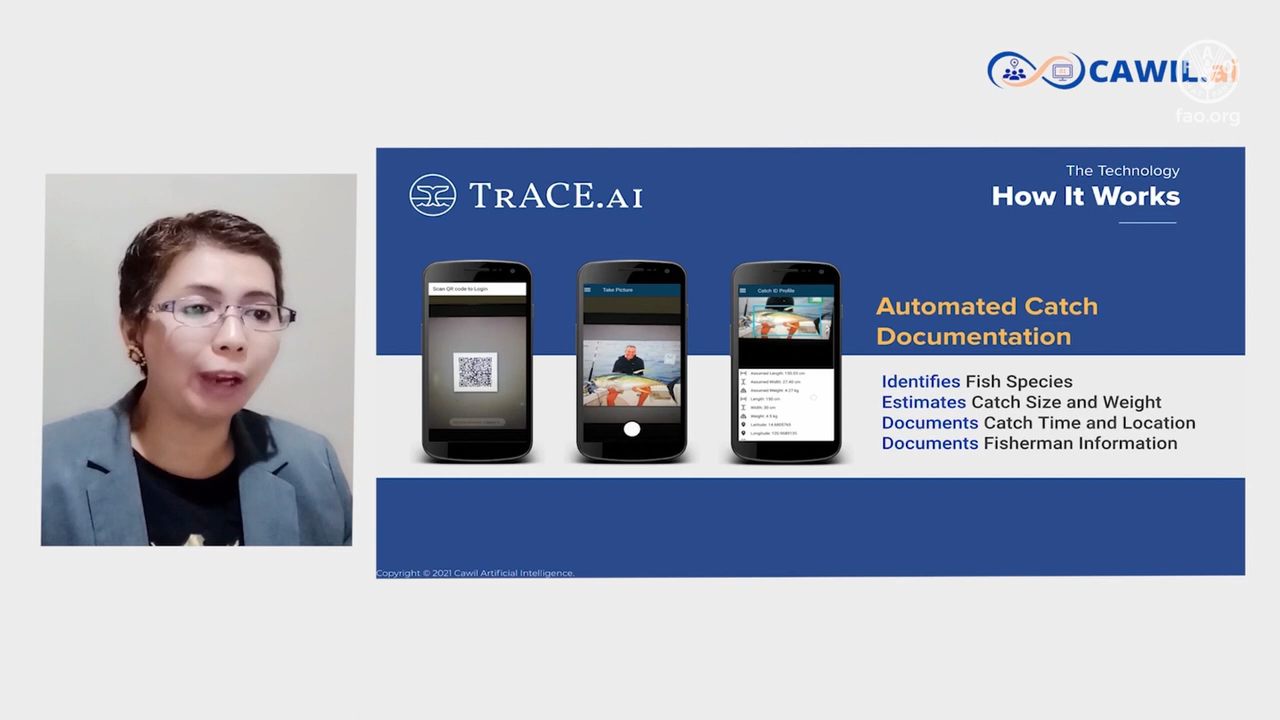 CAWIL.ai
fao.org
TRACE.AI
The Technology
How It Works
Scan QR code to Login
Take Picture
Catch ID Profile
Automated Catch
Documentation
Identifies Fish Species
Estimates Catch Size and Weight
Documents Catch Time and Location
Documents Fisherman Information
Copyright © 2021 Cawil Artificial Intelligence.